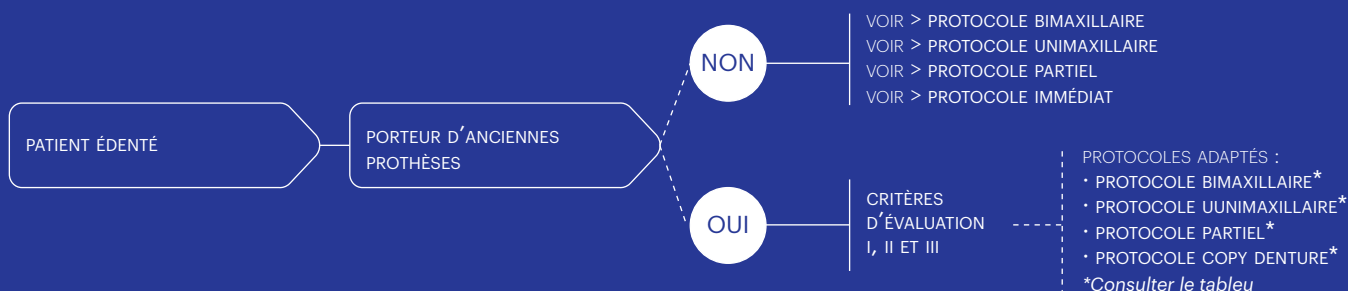 PATIENT ÉDENTÉ
PORTEUR D'ANCIENNES
PROTHÈSES
NON
VOIR > PROTOCOLE BIMAXILLAIRE
VOIR > PROTOCOLE UNIMAXILLAIRE
VOIR > PROTOCOLE PARTIEL
VOIR > PROTOCOLE IMMÉDIAT
OUI
CRITÈRES
D'ÉVALUATION
I, II ET III
PROTOCOLES ADAPTÉS :
· PROTOCOLE BIMAXILLAIRE*
· PROTOCOLE UUNIMAXILLAIRE*
· PROTOCOLE PARTIEL*
· PROTOCOLE COPY DENTURE*
*Consulter le tableu